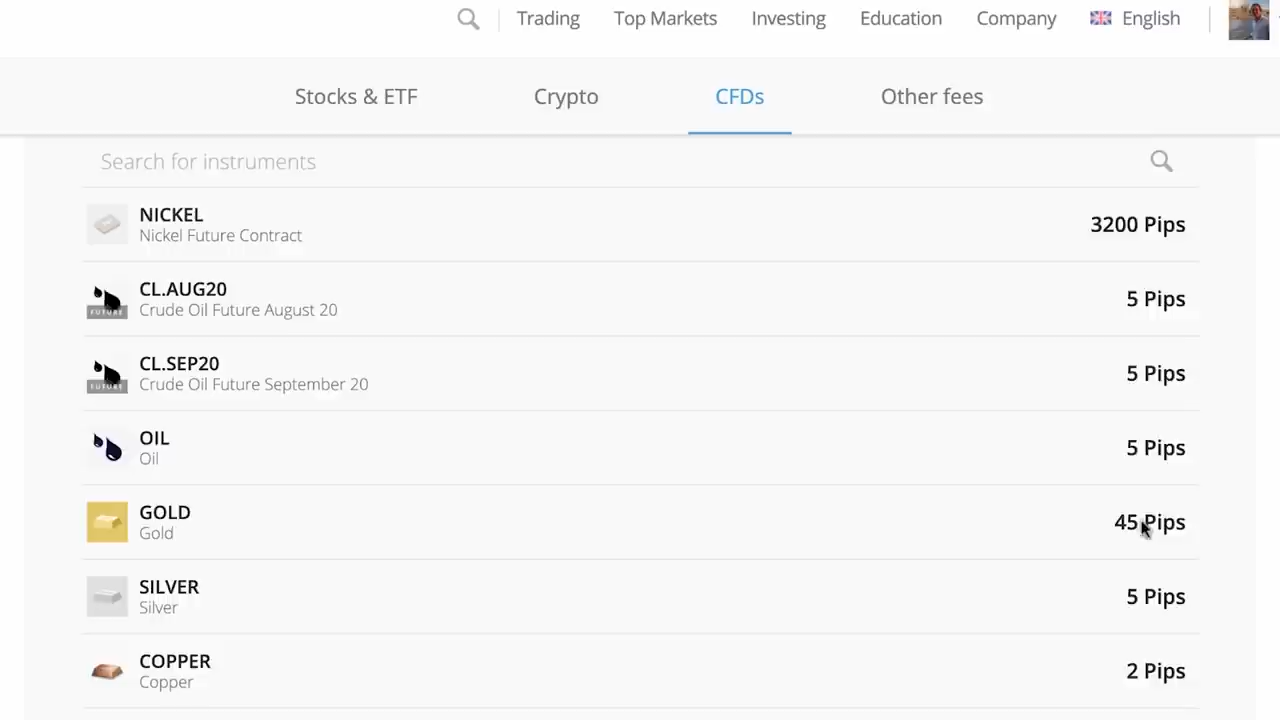 Trading Top Markets Investing Education Company English
Stocks & ETF Crypto CFDs Other fees
Search for instruments
NICKEL
Nickel Future Contract
3200 Pips
CL.AUG20
Crude Oil Future August 20
5 Pips
FUTURE
CL.SEP20
Crude Oil Future September 20
5 Pips
FUTURE
OIL
Oil
5 Pips
GOLD
Gold
45 Pips
SILVER
Silver
5 Pips
COPPER
Copper
2 Pips